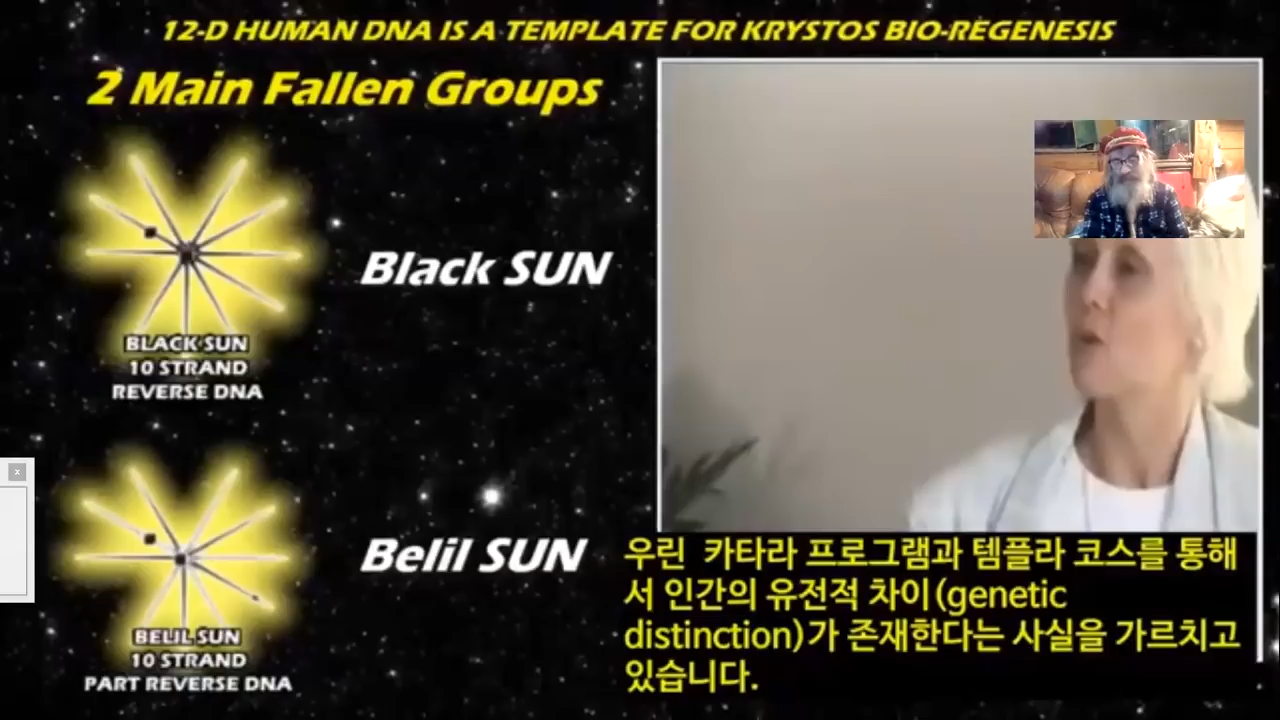 12-D HUMAN DNA IS A TEMPLATE FOR KRYSTOS BIO-REGENESIS
2 Main Fallen Groups
Black SUN
BLACK SUN
10 STRAND
REVERSE DNA
Belil SUN
BELIL SUN
10 STRAND
PART REVERSE DNA
우린 카타라 프로그램과 템플라 코스를 통해
서 인간의 유전적 차이(genetic
distinction)가 존재한다는 사실을 가르치고
있습니다.